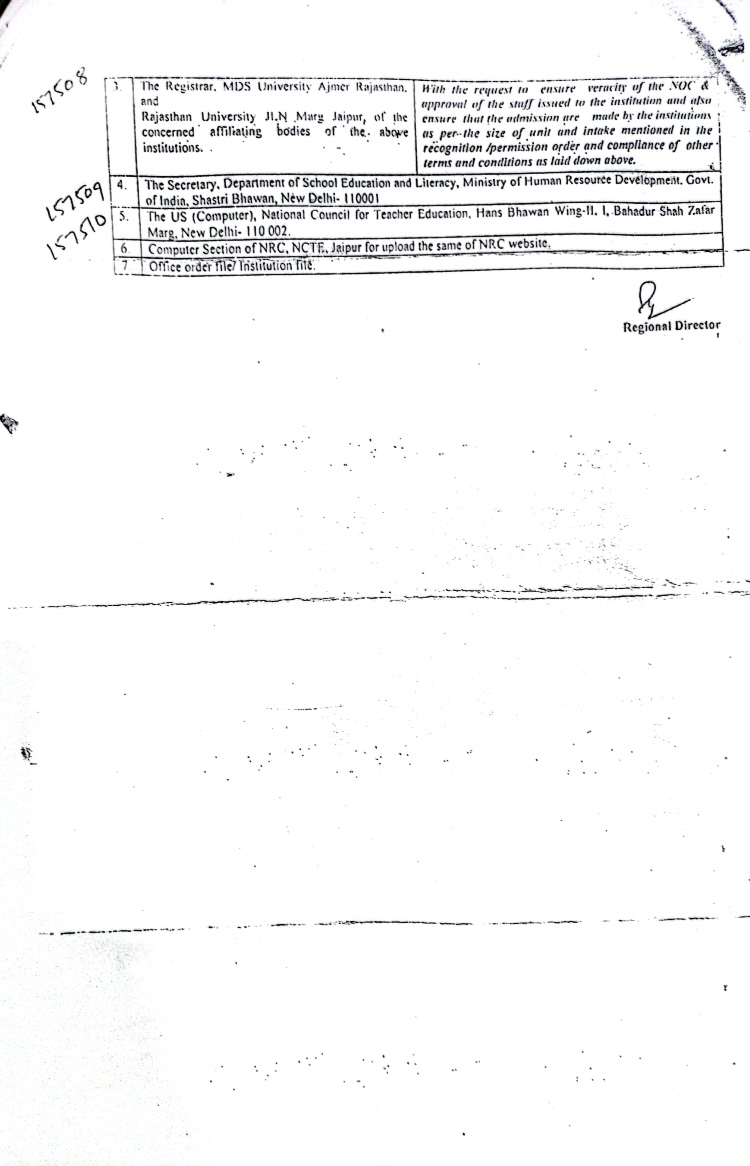 157508
3. The Registrar, MDS University Ajmer Rajasthan,
and
Rajasthan University JLN Marg Jaipur, of the
concerned affiliating bodies of the above
institutions.
With the request to ensure veracity of the NOC &
approval of the staff issued to the institution and also
ensure that the admission are made by the institutions
as per the size of unit and intake mentioned in the
recognition /permission order and compliance of other
terms and conditions as laid down above.
157509
4. The Secretary, Department of School Education and Literacy, Ministry of Human Resource Development, Govt.
of India, Shastri Bhawan, New Delhi- 110001
157510
5. The US (Computer), National Council for Teacher Education, Hans Bhawan Wing-II, 1, Bahadur Shah Zafar
Marg, New Delhi- 110 002.
6. Computer Section of NRC, NCTE, Jaipur for upload the same of NRC website.
7 Office order file/ Institution file.
Regional Director